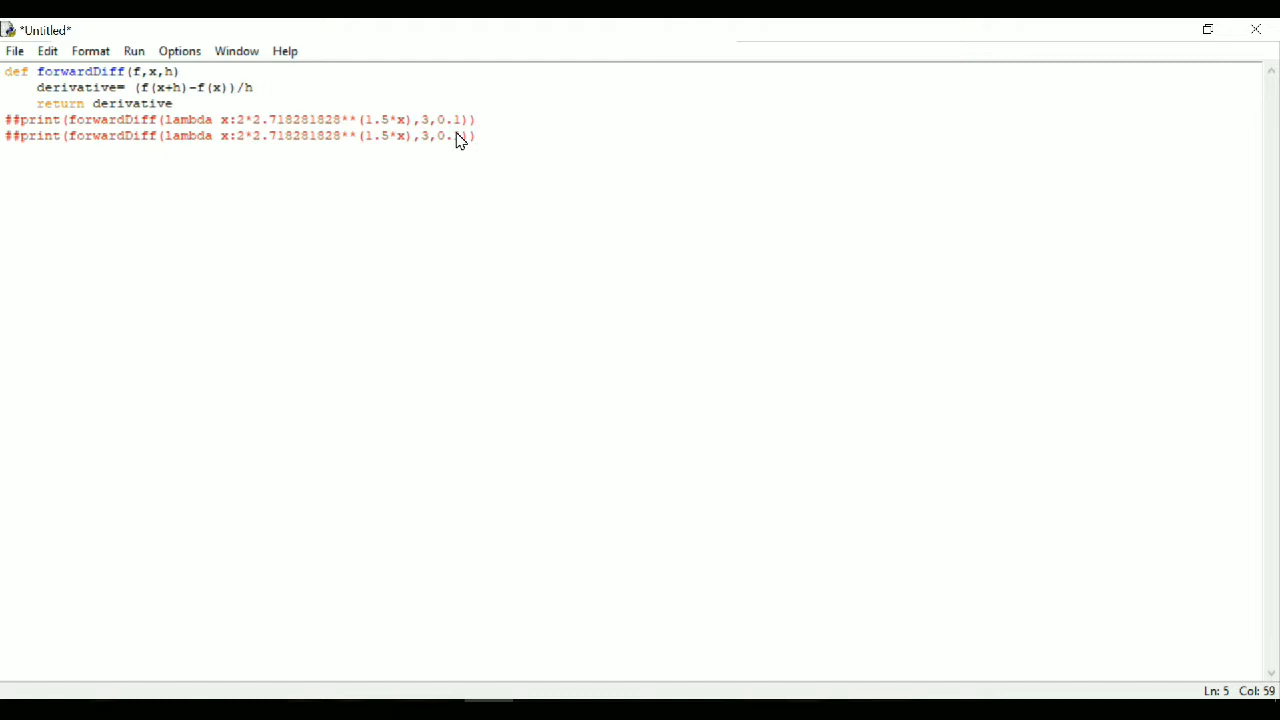 *Untitled*
File Edit Format Run Options Window Help
def forwardDiff(f,x,h)
derivative= (f(x+h)-f(x))/h
return derivative
##print(forwardDiff(lambda x:2*2.718281828**(1.5*x),3,0.1))
##print(forwardDiff(lambda x:2*2.718281828**(1.5*x),3,0.
Ln: 5 Col: 59